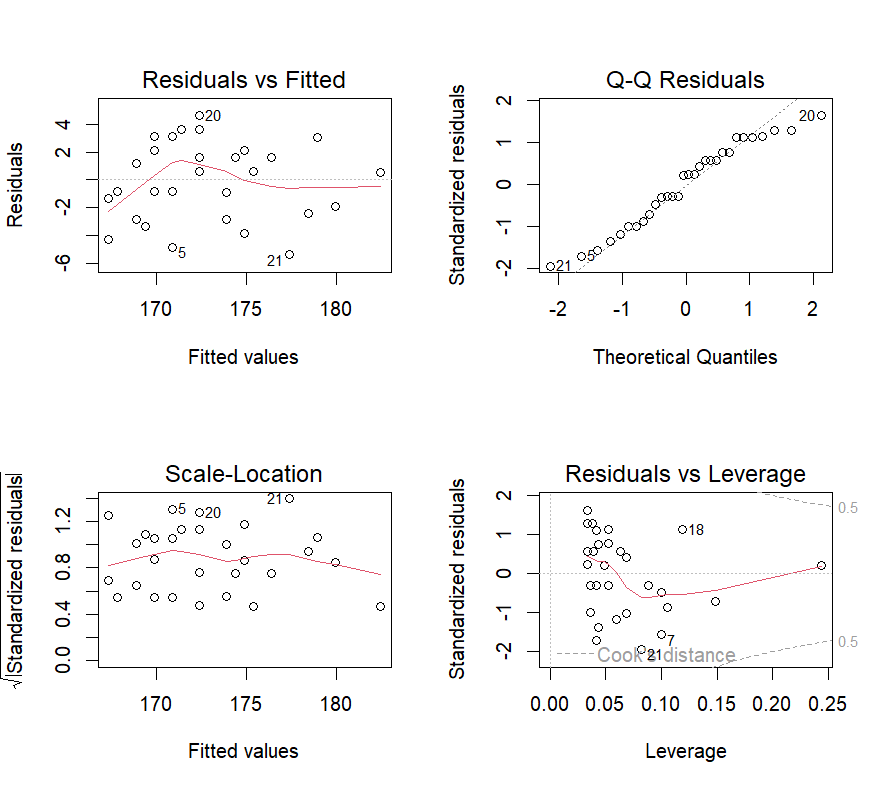 Residuals vs Fitted
Residuals
4
2
-2
-6
20
5
21
170 175 180
Fitted values
Q-Q Residuals
Standardized residuals
2
1
0
-1
-2
20
5
21
-2 -1 0 1 2
Theoretical Quantiles
Scale-Location
√|Standardized residuals|
1.2
0.8
0.4
0.0
5
20
21
170 175 180
Fitted values
Residuals vs Leverage
Standardized residuals
2
1
0
-1
-2
0.5
18
0.5
7
21
Cook's distance
0.00 0.05 0.10 0.15 0.20 0.25
Leverage